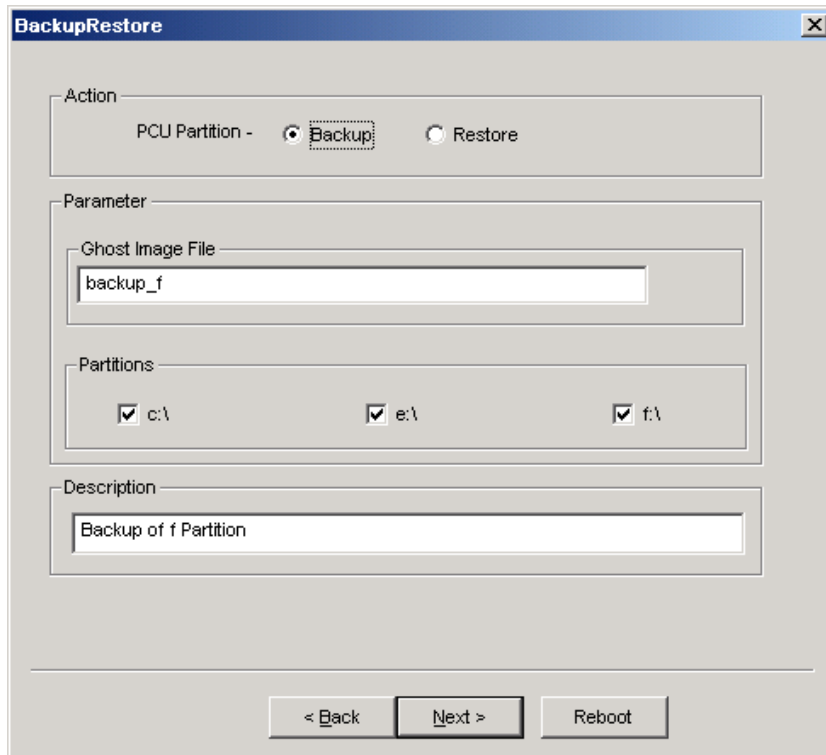 BackupRestore
Action
PCU Partition - Backup Restore
Parameter
Ghost Image File
backup_f
Partitions
c:\ e:\ f:\
Description
Backup of f Partition
< Back Next > Reboot